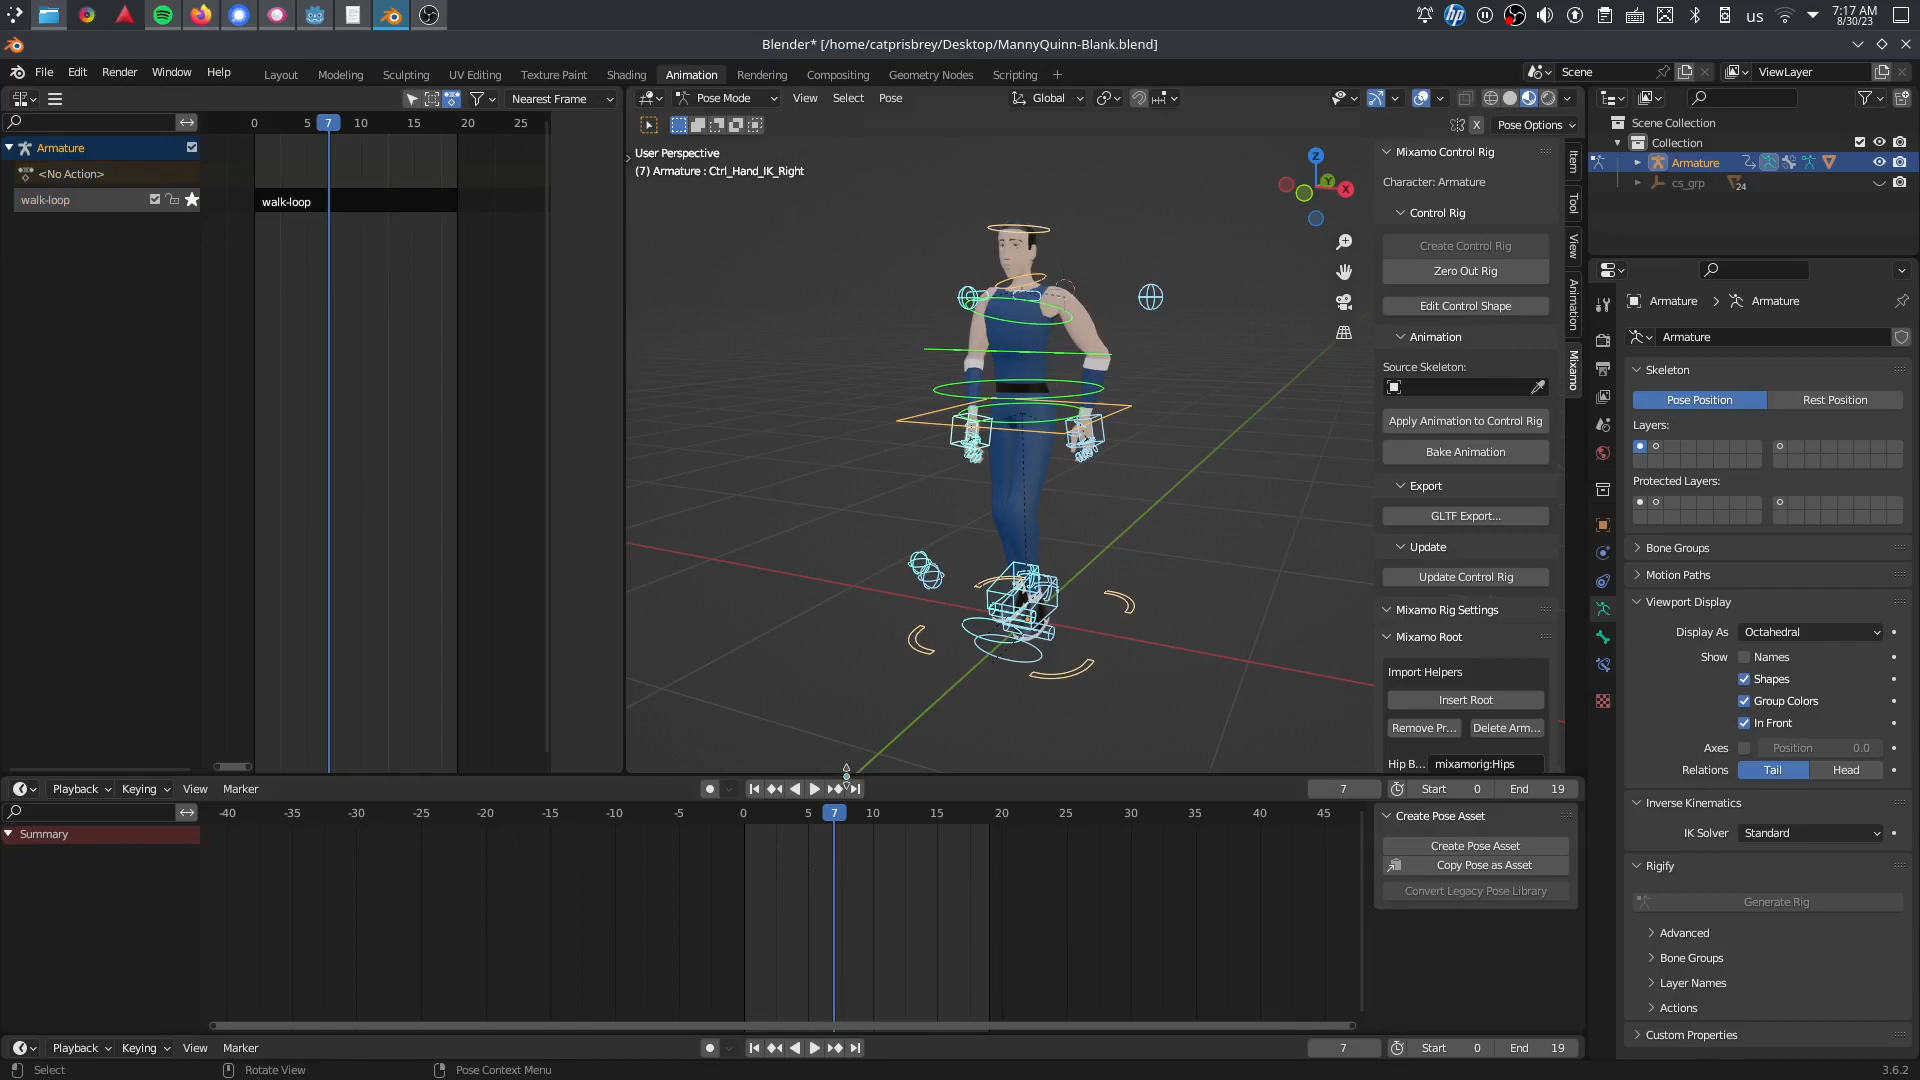 us
7:17 AM
8/30/23
Blender* [/home/catprisbrey/Desktop/MannyQuinn-Blank.blend]
File Edit Render Window Help
Layout Modeling Sculpting UV Editing Texture Paint Shading Animation Rendering Compositing Geometry Nodes Scripting +
Scene
ViewLayer
Nearest Frame
Pose Mode View Select Pose
Global
0 5 7 10 15 20 25
X Pose Options
Armature
<No Action>
walk-loop
walk-loop
User Perspective
(7) Armature : Ctrl_Hand_IK_Right
Z
Y
X
Mixamo Control Rig
Character: Armature
Control Rig
Create Control Rig
Zero Out Rig
Edit Control Shape
Animation
Source Skeleton:
Apply Animation to Control Rig
Bake Animation
Export
GLTF Export...
Update
Update Control Rig
Mixamo Rig Settings
Mixamo Root
Import Helpers
Insert Root
Remove Pr... Delete Arm...
Hip B... mixamorig:Hips
Item
Tool
View
Animation
Mixamo
Scene Collection
Collection
Armature
cs_grp 24
Armature > Armature
Armature
Skeleton
Pose Position Rest Position
Layers:
Protected Layers:
Bone Groups
Motion Paths
Viewport Display
Display As Octahedral
Show Names
Shapes
Group Colors
In Front
Axes Position 0.0
Relations Tail Head
Inverse Kinematics
IK Solver Standard
Rigify
Generate Rig
Advanced
Bone Groups
Layer Names
Actions
Custom Properties
Playback Keying View Marker
7 Start 0 End 19
-40 -35 -30 -25 -20 -15 -10 -5 0 5 7 10 15 20 25 30 35 40 45
Summary
Create Pose Asset
Create Pose Asset
Copy Pose as Asset
Convert Legacy Pose Library
Playback Keying View Marker
7 Start 0 End 19
Select Rotate View Pose Context Menu
3.6.2